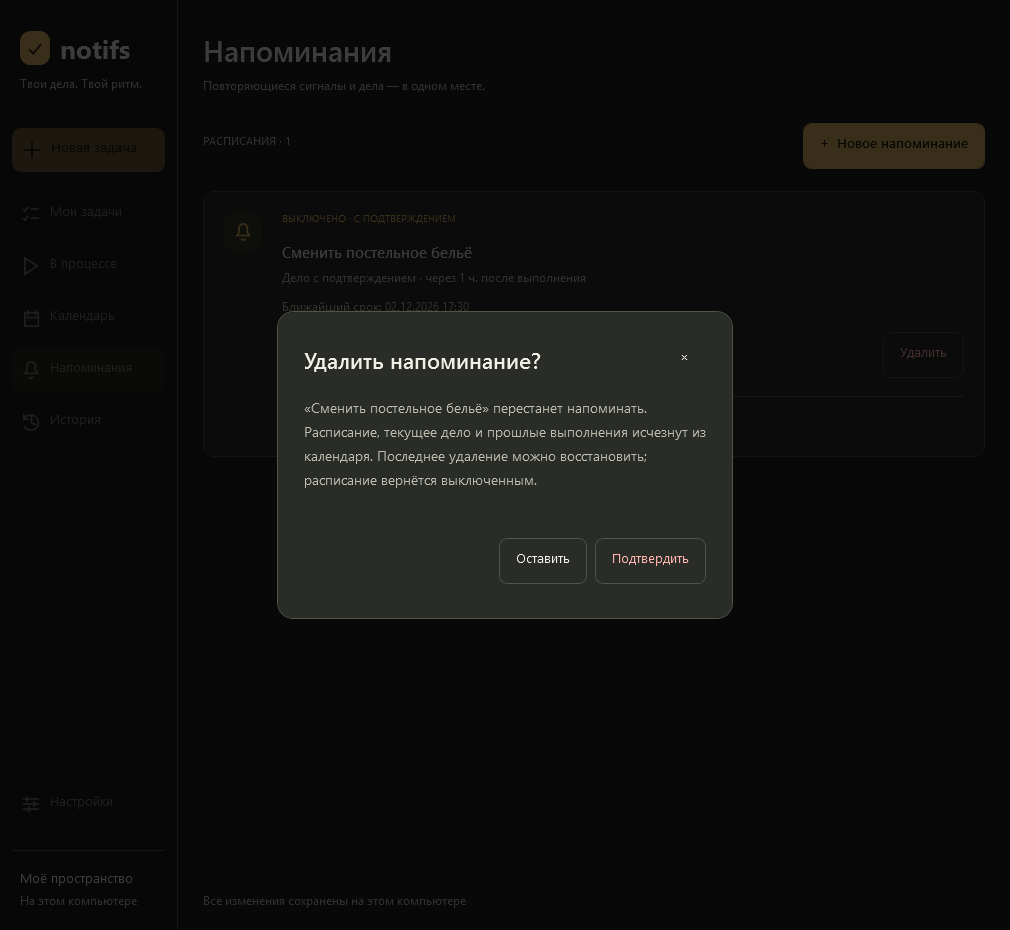 notifs
Твои дела. Твой ритм.
Новая задача
Мои задачи
В процессе
Календарь
Напоминания
История
Настройки
Моё пространство
На этом компьютере
Напоминания
Повторяющиеся сигналы и дела — в одном месте.
РАСПИСАНИЯ · 1
+ Новое напоминание
ВЫКЛЮЧЕНО · С ПОДТВЕРЖДЕНИЕМ
Сменить постельное бельё
Дело с подтверждением · через 1 ч. после выполнения
Ближайший срок: 02.12.2026 17:30
Удалить
Удалить напоминание?
×
«Сменить постельное бельё» перестанет напоминать.
Расписание, текущее дело и прошлые выполнения исчезнут из
календаря. Последнее удаление можно восстановить;
расписание вернётся выключенным.
Оставить
Подтвердить
Все изменения сохранены на этом компьютере